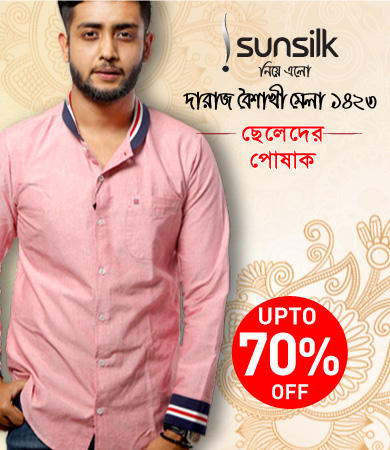 sunsilk
নিয়ে এলো
দারাজ বৈশাখী মেলা ১৪২৩
ছেলেদের
পোষাক
UPTO
70%
OFF